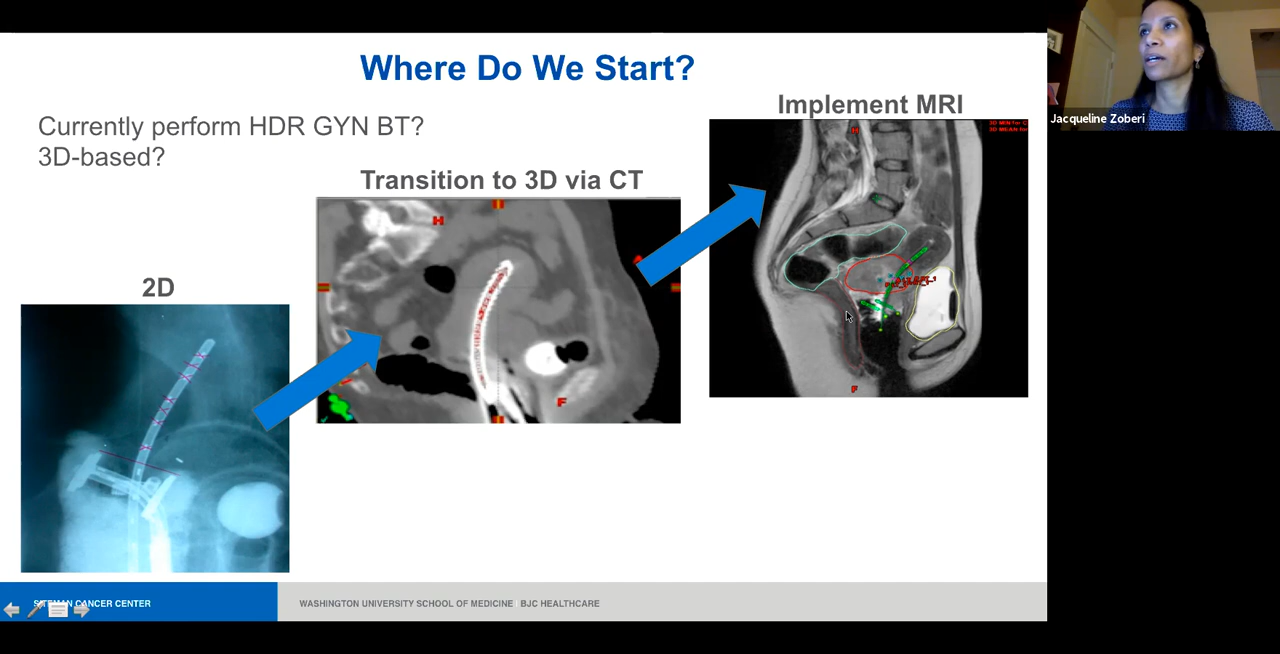 Where Do We Start?
Currently perform HDR GYN BT?
3D-based?
Implement MRI
Transition to 3D via CT
2D
H
F
H
F
Jacqueline Zoberi
CANCER CENTER
WASHINGTON UNIVERSITY SCHOOL OF MEDICINE BJC HEALTHCARE